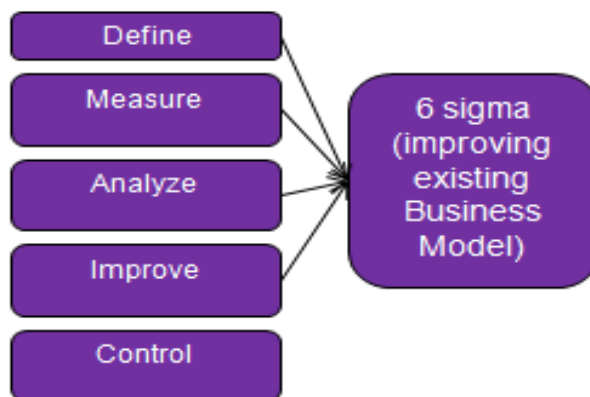 Define
Measure
Analyze
Improve
Control
6 sigma
(improving
existing
Business
Model)